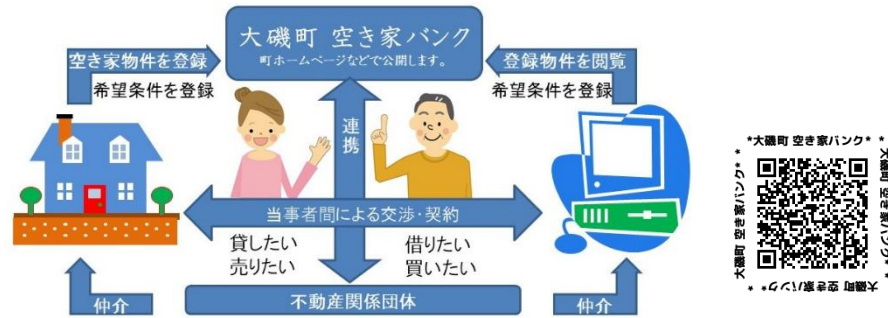 大磯町 空き家バンク
町ホームページなどで公開します。
空き家物件を登録
希望条件を登録
登録物件を閲覧
希望条件を登録
連携
当事者間による交渉・契約
貸したい
売りたい
借りたい
買いたい
仲介
不動産関係団体
仲介
*大磯町 空き家バンク*
*大磯町 空き家バンク*
*大磯町 空き家バンク*
*大磯町 空き家バンク*